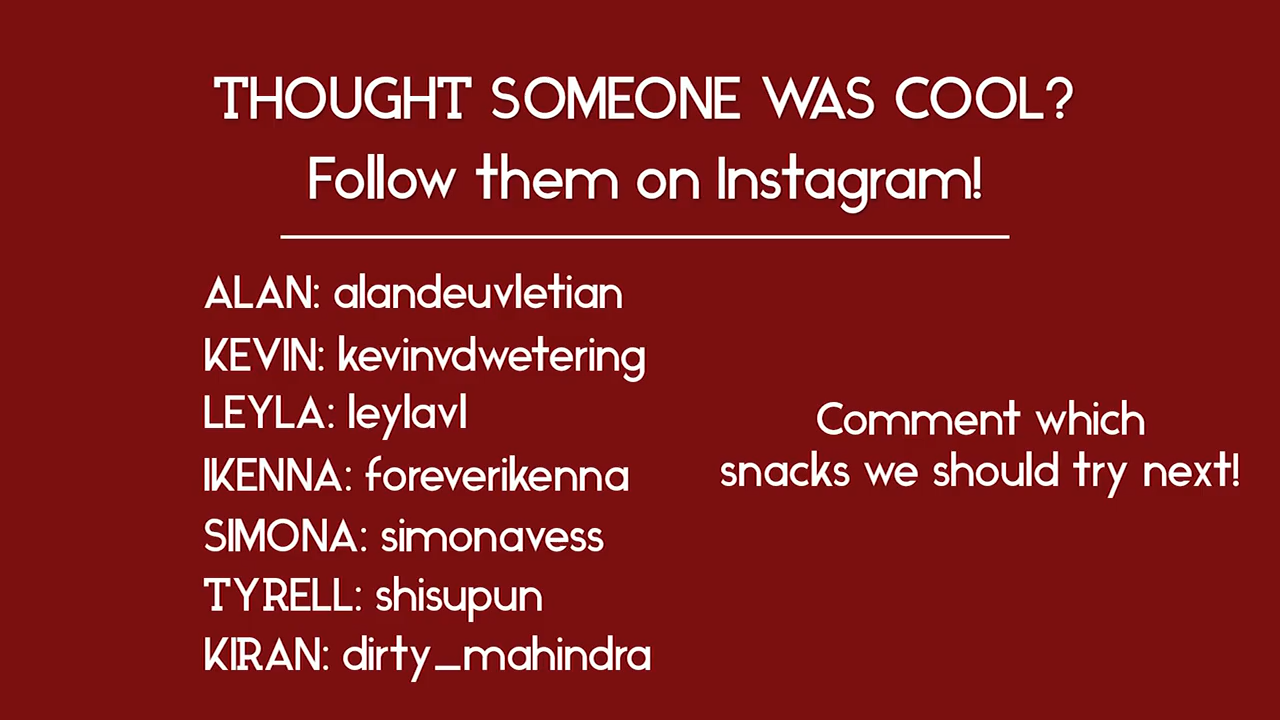 THOUGHT SOMEONE WAS COOL?
Follow them on Instagram!
ALAN: alandeuvletian
KEVIN: kevinvdwetering
LEYLA: leylavl
IKENNA: foreverikenna
SIMONA: simonavess
TYRELL: shisupun
KIRAN: dirty_mahindra
Comment which
snacks we should try next!